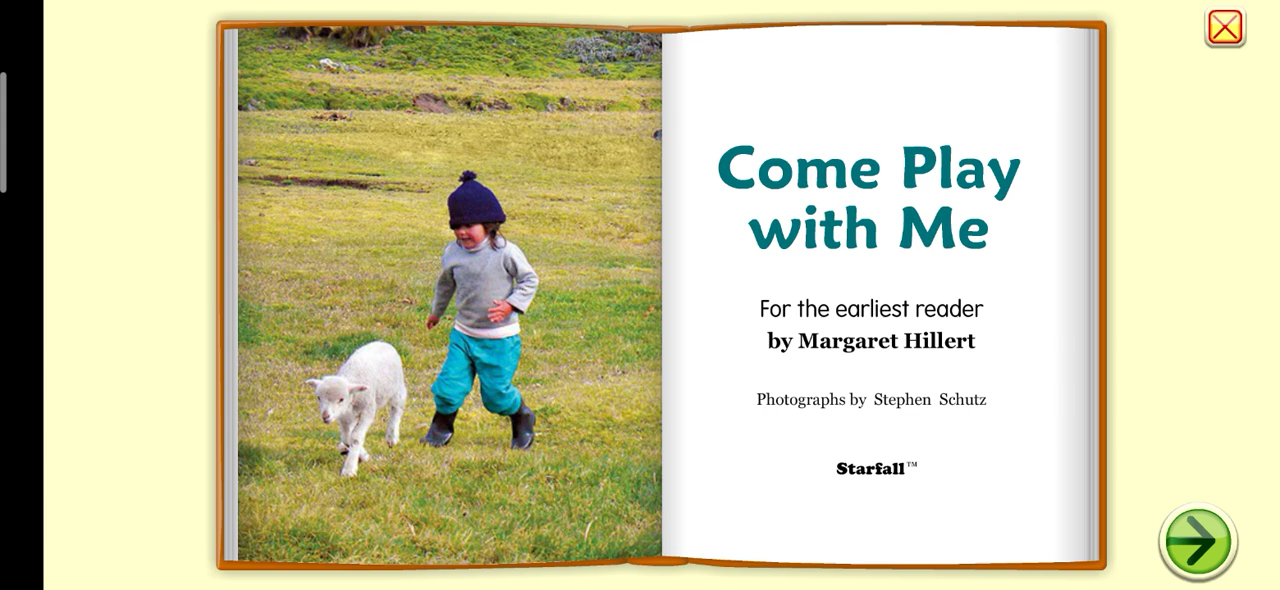 Come Play
with Me
For the earliest reader
by Margaret Hillert
Photographs by Stephen Schutz
Starfall™